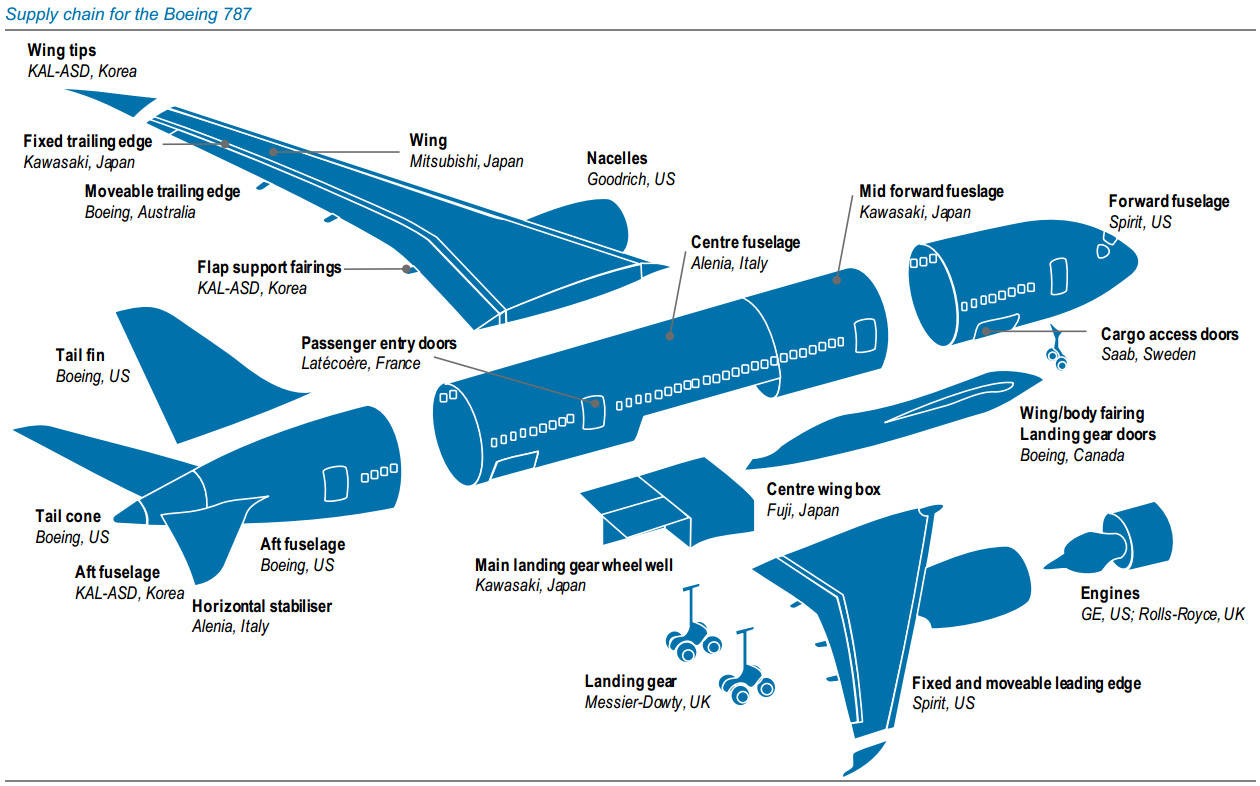 Supply chain for the Boeing 787
Wing tips
KAL-ASD, Korea
Fixed trailing edge
Kawasaki, Japan
Wing
Mitsubishi, Japan
Nacelles
Goodrich, US
Moveable trailing edge
Boeing, Australia
Mid forward fueslage
Kawasaki, Japan
Forward fuselage
Spirit, US
Centre fuselage
Alenia, Italy
Flap support fairings
KAL-ASD, Korea
Passenger entry doors
Latécoère, France
Cargo access doors
Saab, Sweden
Tail fin
Boeing, US
Wing/body fairing
Landing gear doors
Boeing, Canada
Centre wing box
Fuji, Japan
Tail cone
Boeing, US
Aft fuselage
Boeing, US
Aft fuselage
KAL-ASD, Korea
Horizontal stabiliser
Alenia, Italy
Main landing gear wheel well
Kawasaki, Japan
Engines
GE, US; Rolls-Royce, UK
Landing gear
Messier-Dowty, UK
Fixed and moveable leading edge
Spirit, US